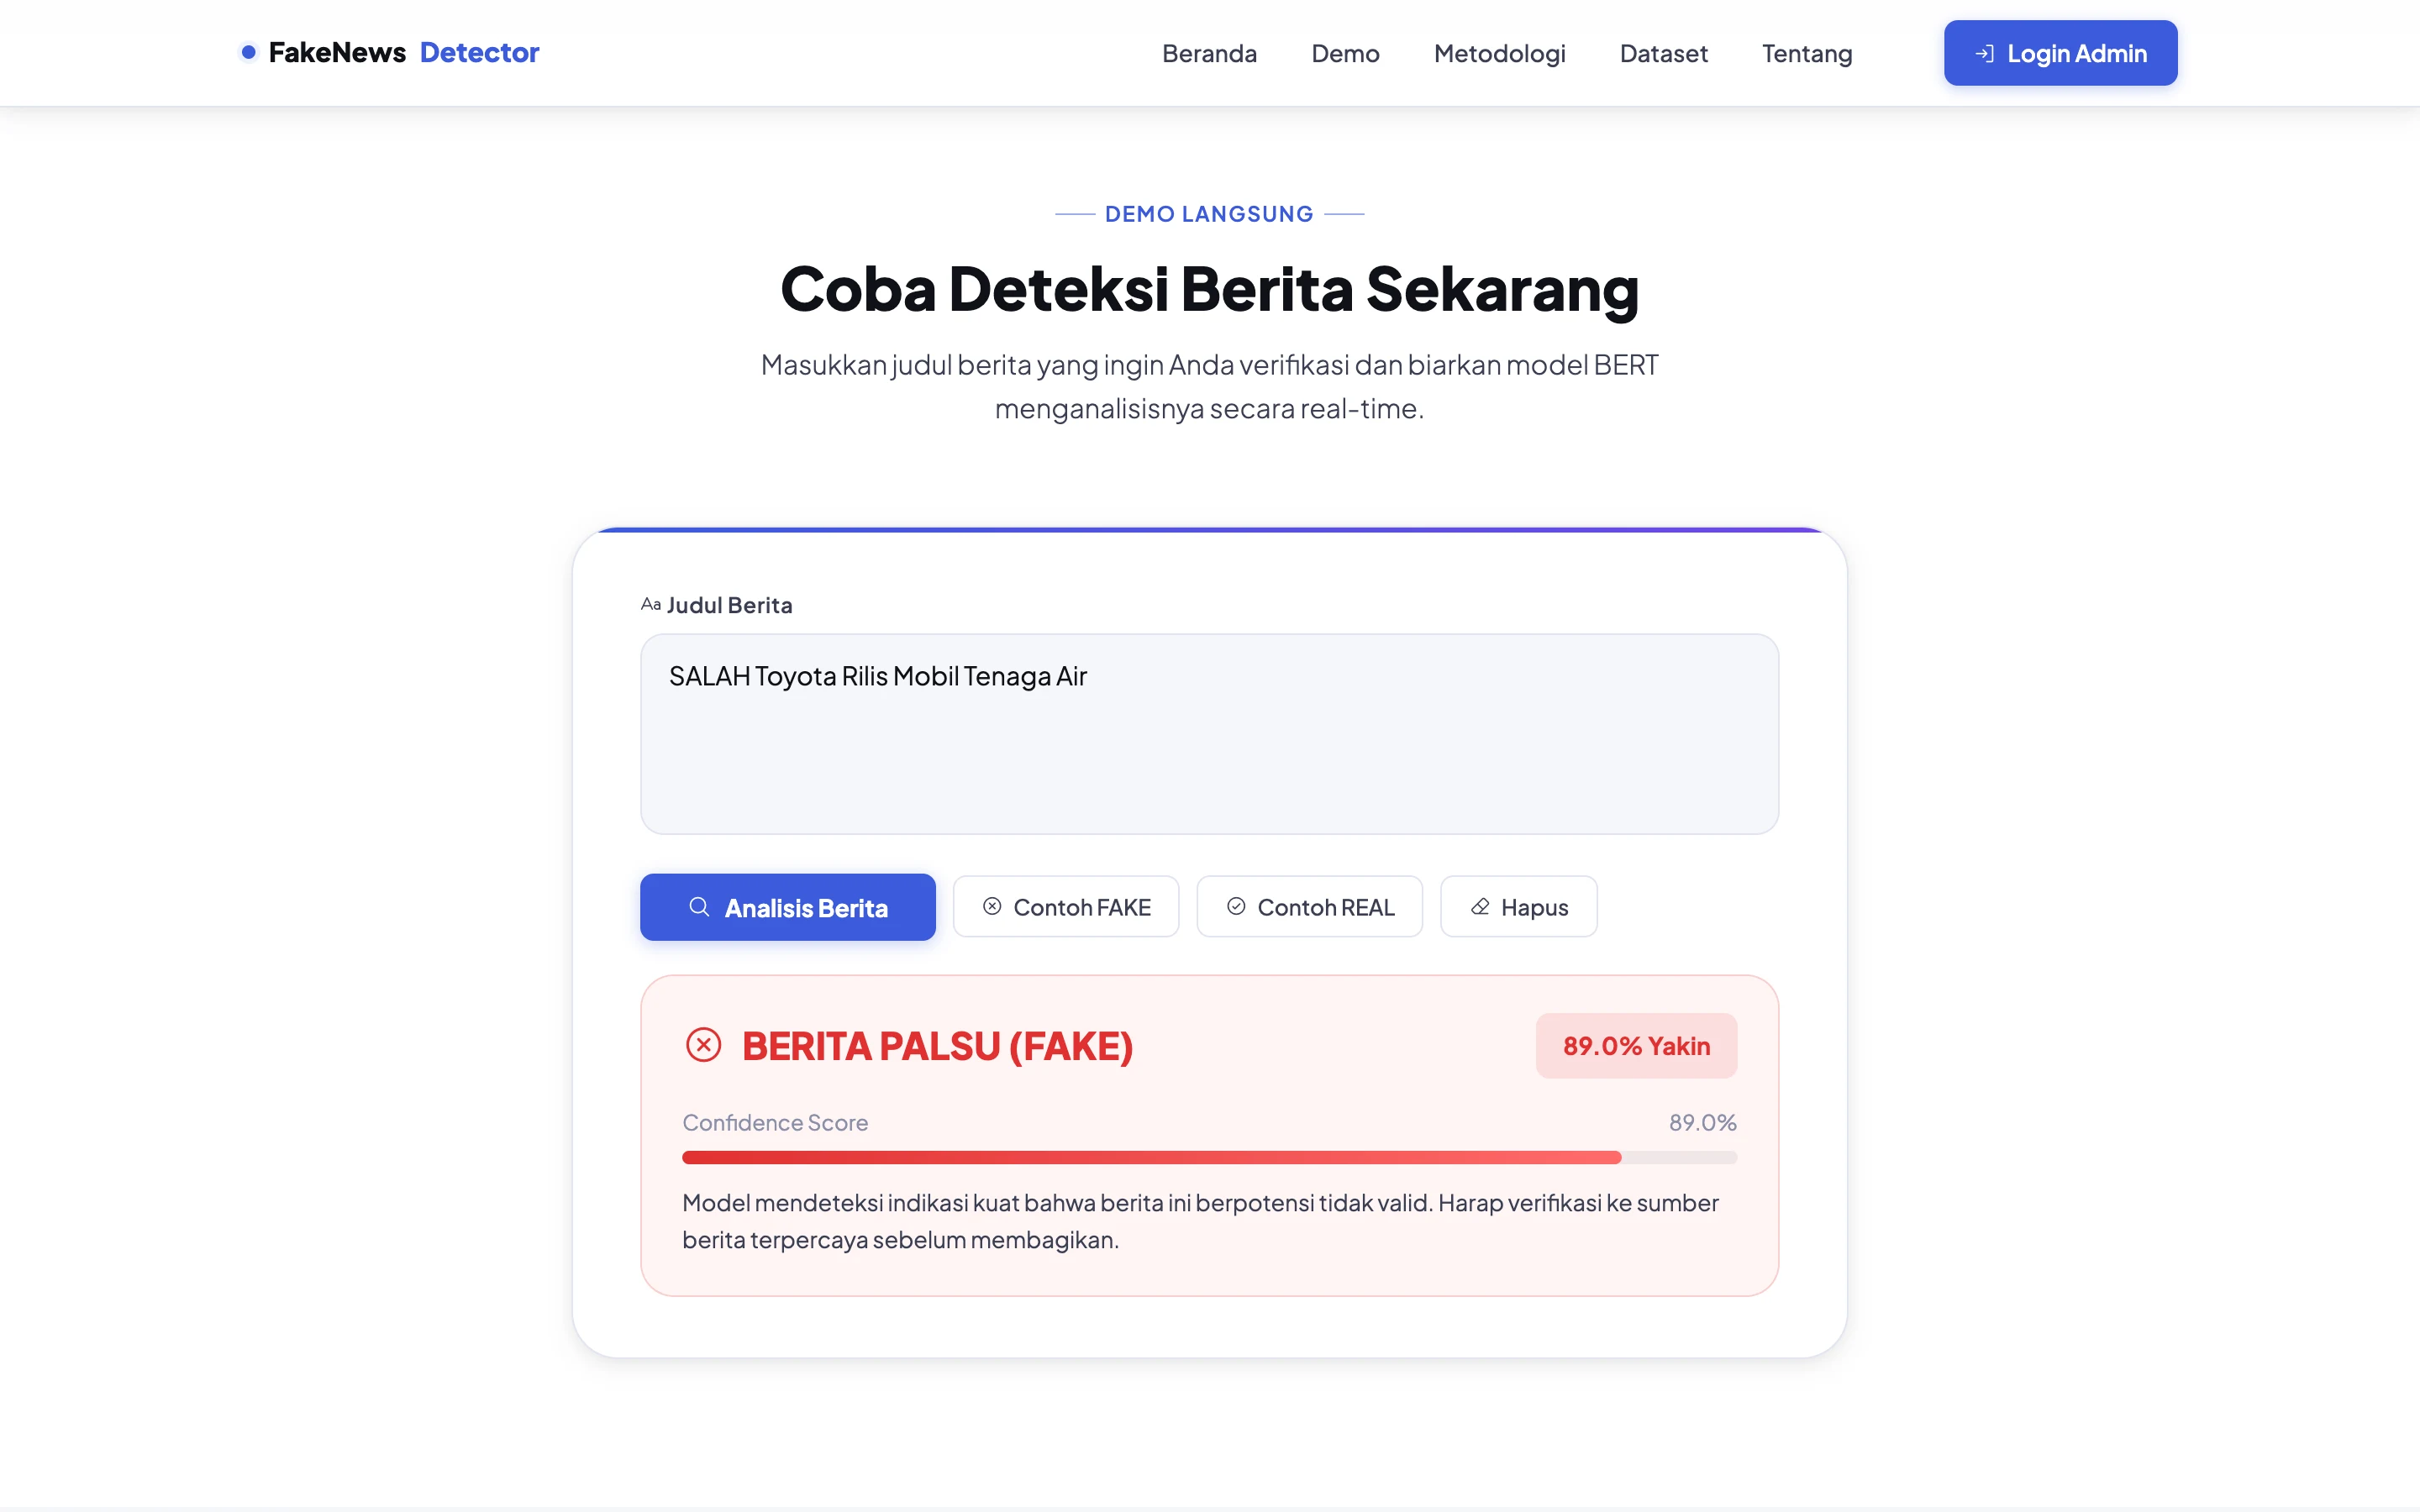 FakeNews Detector
Beranda
Demo
Metodologi
Dataset
Tentang
Login Admin
DEMO LANGSUNG
Coba Deteksi Berita Sekarang
Masukkan judul berita yang ingin Anda verifikasi dan biarkan model BERT
menganalisisnya secara real-time.
Aa Judul Berita
SALAH Toyota Rilis Mobil Tenaga Air
Analisis Berita
Contoh FAKE
Contoh REAL
Hapus
BERITA PALSU (FAKE)
89.0% Yakin
Confidence Score
89.0%
Model mendeteksi indikasi kuat bahwa berita ini berpotensi tidak valid. Harap verifikasi ke sumber
berita terpercaya sebelum membagikan.